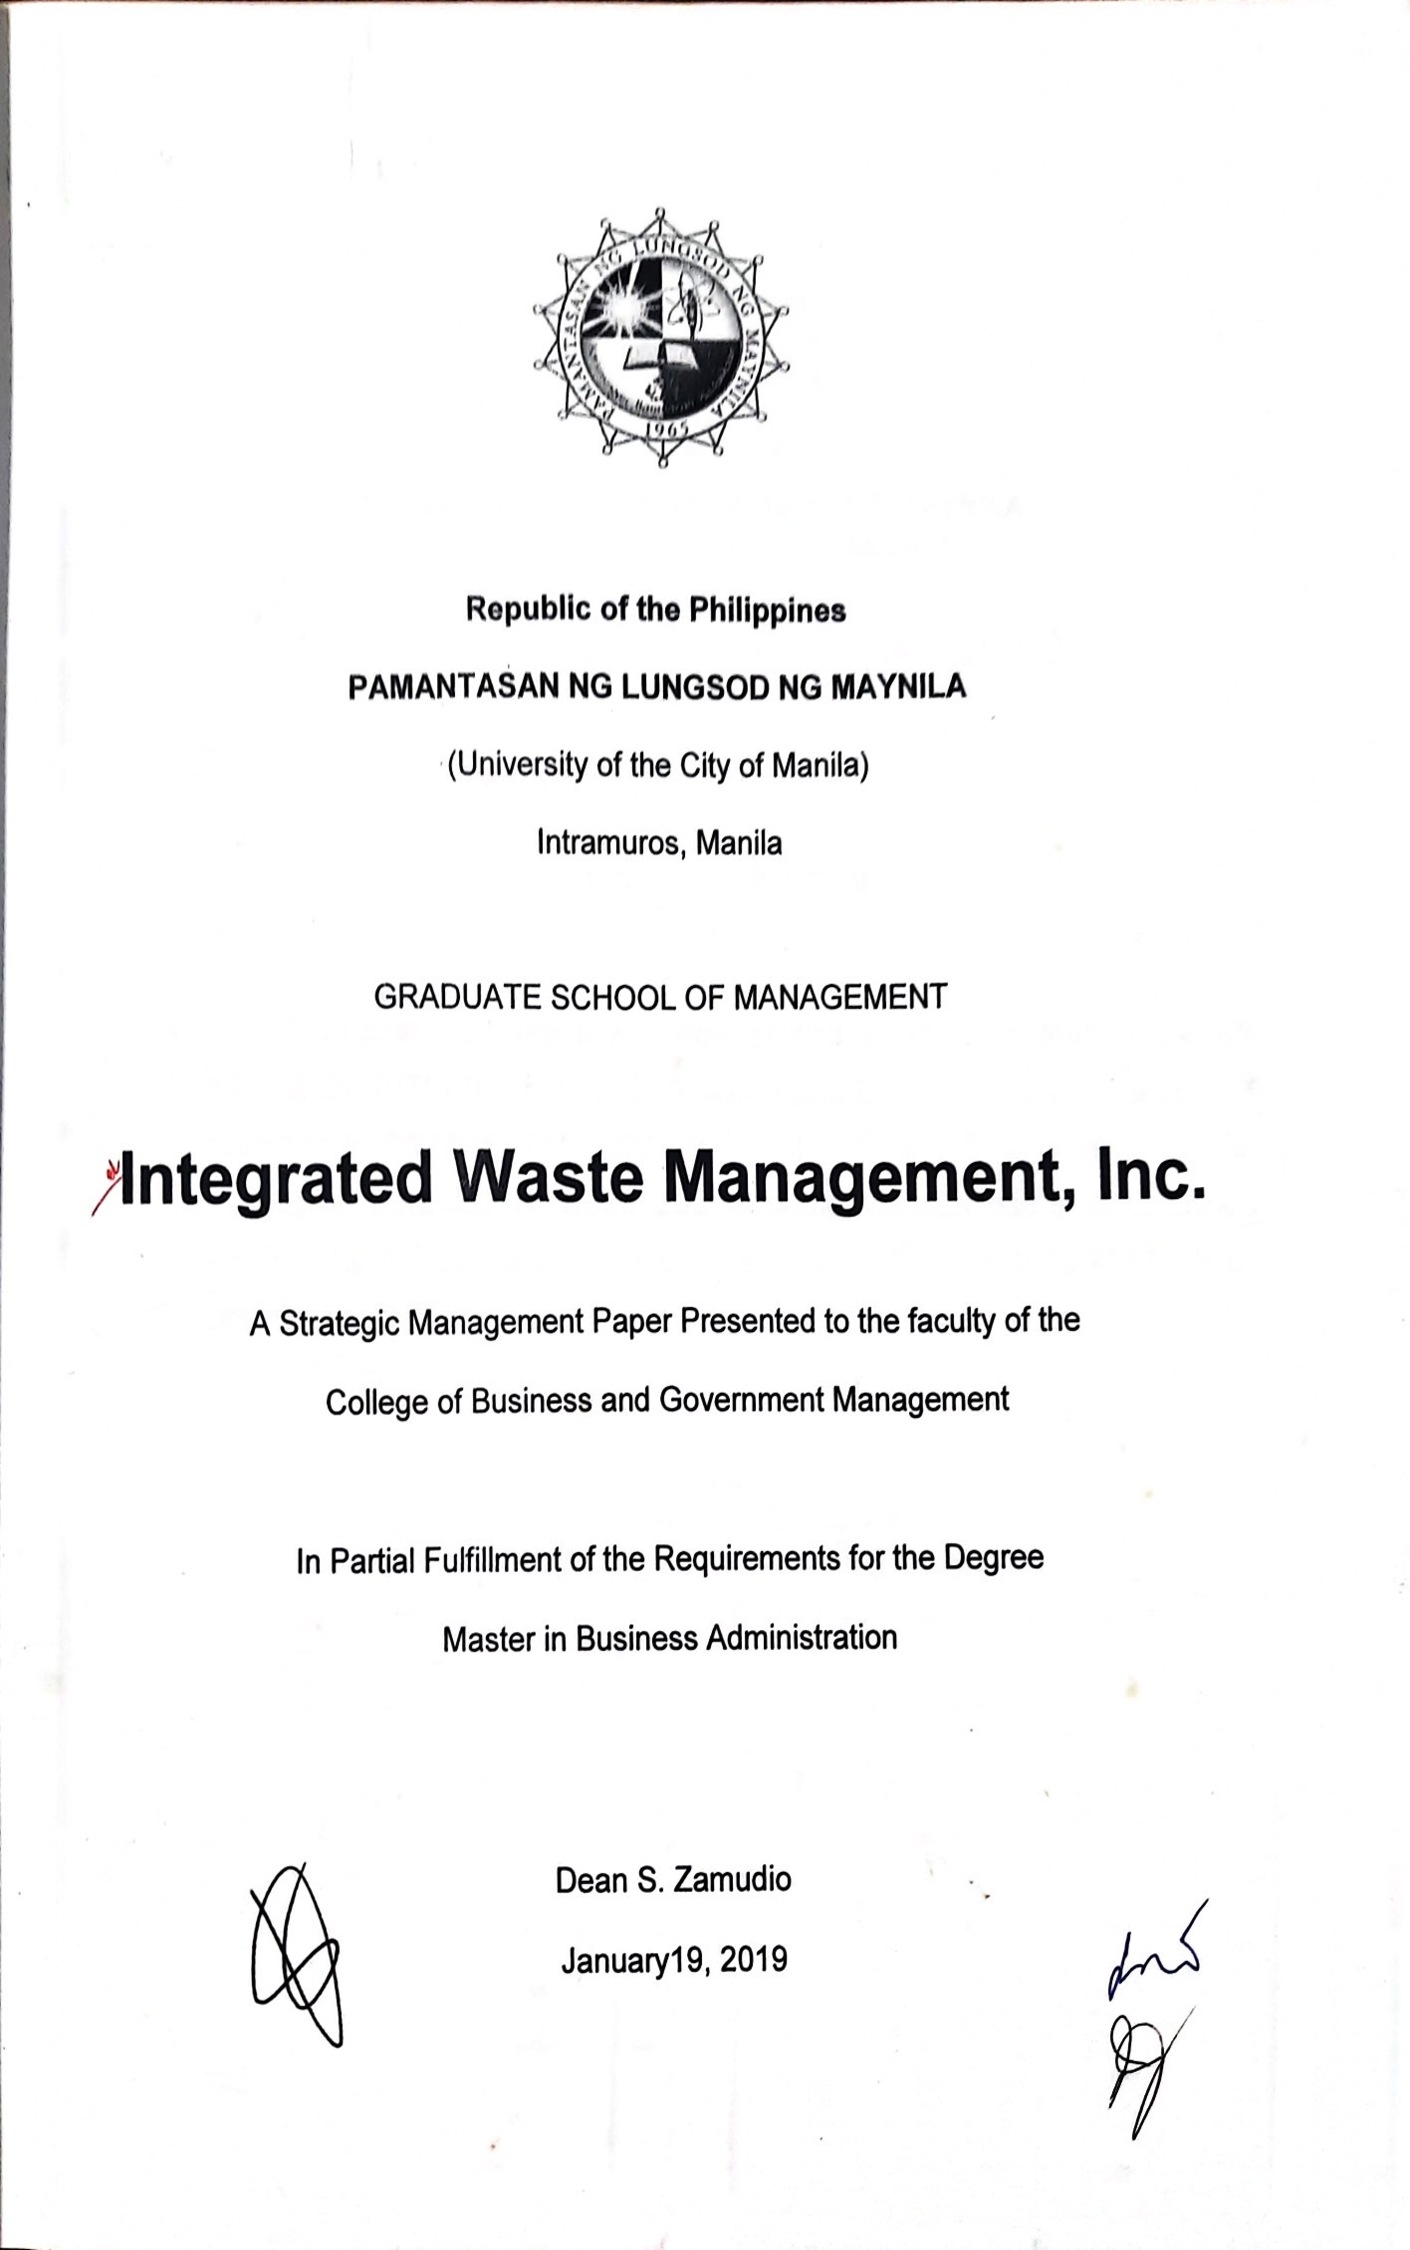 PAMANTASAN NG LUNGSOD NG MAYNILA
1965
Republic of the Philippines
PAMANTASAN NG LUNGSOD NG MAYNILA
(University of the City of Manila)
Intramuros, Manila
GRADUATE SCHOOL OF MANAGEMENT
Integrated Waste Management, Inc.
A Strategic Management Paper Presented to the faculty of the
College of Business and Government Management
In Partial Fulfillment of the Requirements for the Degree
Master in Business Administration
Dean S. Zamudio
January19, 2019